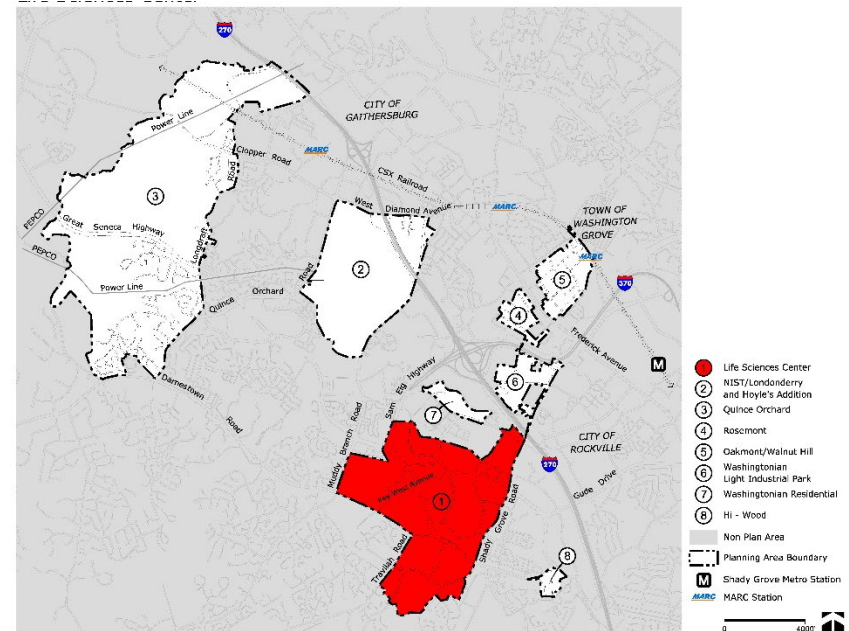 270
CITY OF
GAITHERSBURG
Power Line
Clopper Road
MARC
CSX Railroad
Road
West Diamond Avenue
MARC
TOWN OF
WASHINGTON
GROVE
MARC
3
PEPCO
Great Seneca Highway
Longdraft
PEPCO
Power Line
Quince Orchard Road
2
5
370
4
Frederick Avenue
M
Sam Eig Highway
6
7
Darnestown
Road
Muddy Branch Road
CITY OF
ROCKVILLE
270
Gude Drive
Key West Avenue
1
Shady Grove Road
Travilah Road
8
1 Life Sciences Center
2 NIST/Londonderry
and Hoyle's Addition
3 Quince Orchard
4 Rosemont
5 Oakmont/Walnut Hill
6 Washingtonian
Light Industrial Park
7 Washingtonian Residential
8 Hi - Wood
Non Plan Area
Planning Area Boundary
M Shady Grove Metro Station
MARC MARC Station
0 4000'